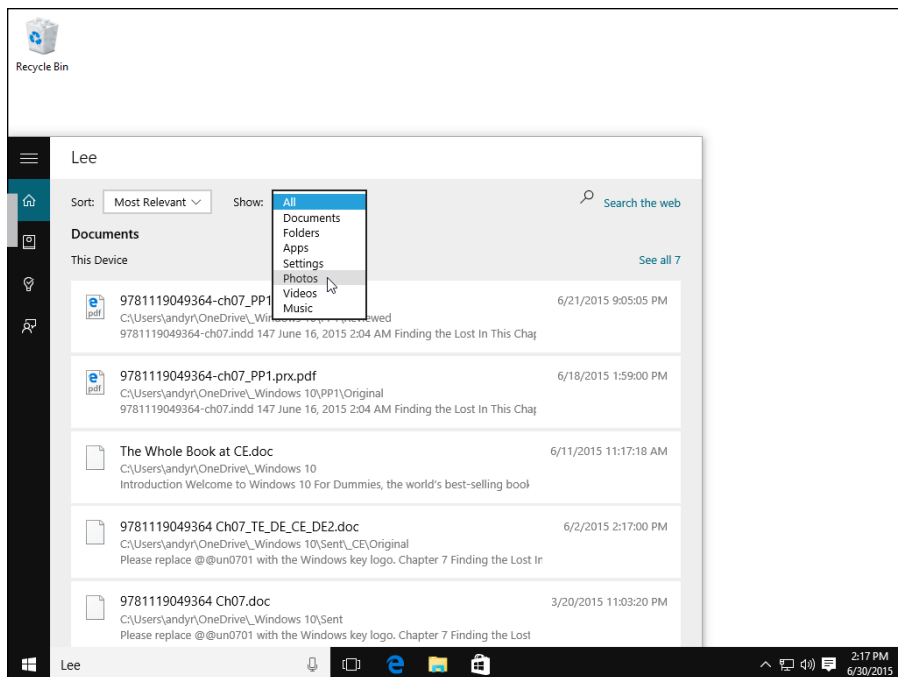 Recycle Bin
Lee
Sort: Most Relevant Show: All
Documents
Folders
Apps
Settings
Photos
Videos
Music
Search the web
Documents
This Device
See all 7
pdf
9781119049364-ch07_PP1
6/21/2015 9:05:05 PM
C:\Users\andyr\OneDrive\_Windows
9781119049364-ch07.indd 147 June 16, 2015 2:04 AM Finding the Lost In This Chap
pdf
9781119049364-ch07_PP1.prx.pdf
6/18/2015 1:59:00 PM
C:\Users\andyr\OneDrive\_Windows 10\PP1\Original
9781119049364-ch07.indd 147 June 16, 2015 2:04 AM Finding the Lost In This Chap
The Whole Book at CE.doc
6/11/2015 11:17:18 AM
C:\Users\andyr\OneDrive\_Windows 10
Introduction Welcome to Windows 10 For Dummies, the world's best-selling book
9781119049364 Ch07_TE_DE_CE_DE2.doc
6/2/2015 2:17:00 PM
C:\Users\andyr\OneDrive\_Windows 10\Sent\_CE\Original
Please replace @@un0701 with the Windows key logo. Chapter 7 Finding the Lost In
9781119049364 Ch07.doc
3/20/2015 11:03:20 PM
C:\Users\andyr\OneDrive\_Windows 10\Sent
Please replace @@un0701 with the Windows key logo. Chapter 7 Finding the Lost
Lee
2:17 PM
6/30/2015